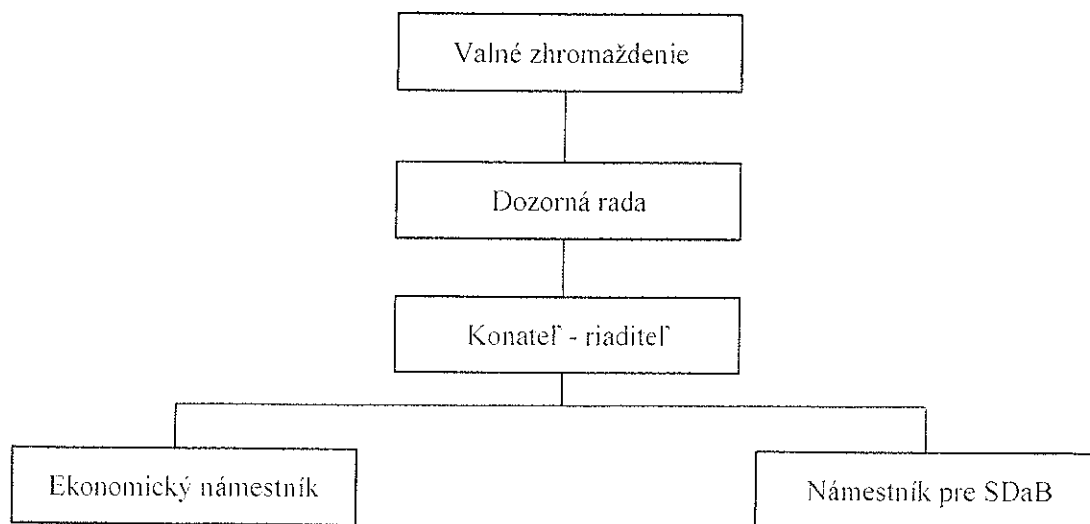 Valné zhromaždenie
Dozorná rada
Konateľ - riaditeľ
Ekonomický námestník
Námestník pre SDaB